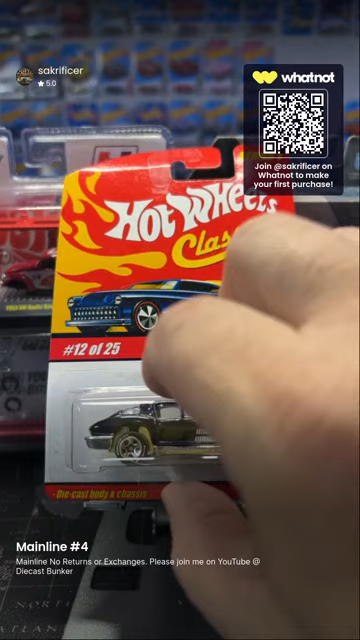 sakrificer
★ 5.0
whatnot
Join @sakrificer on
Whatnot to make
your first purchase!
HOT WHEELS
#12 of 25
Die-cast body & chassis
Mainline #4
Mainline No Returns or Exchanges. Please join me on YouTube @
Diecast Bunker